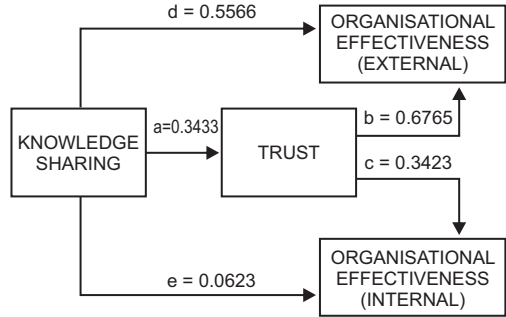 d = 0.5566
ORGANISATIONAL
EFFECTIVENESS
(EXTERNAL)
KNOWLEDGE
SHARING
a=0.3433
TRUST
b = 0.6765
c = 0.3423
e = 0.0623
ORGANISATIONAL
EFFECTIVENESS
(INTERNAL)